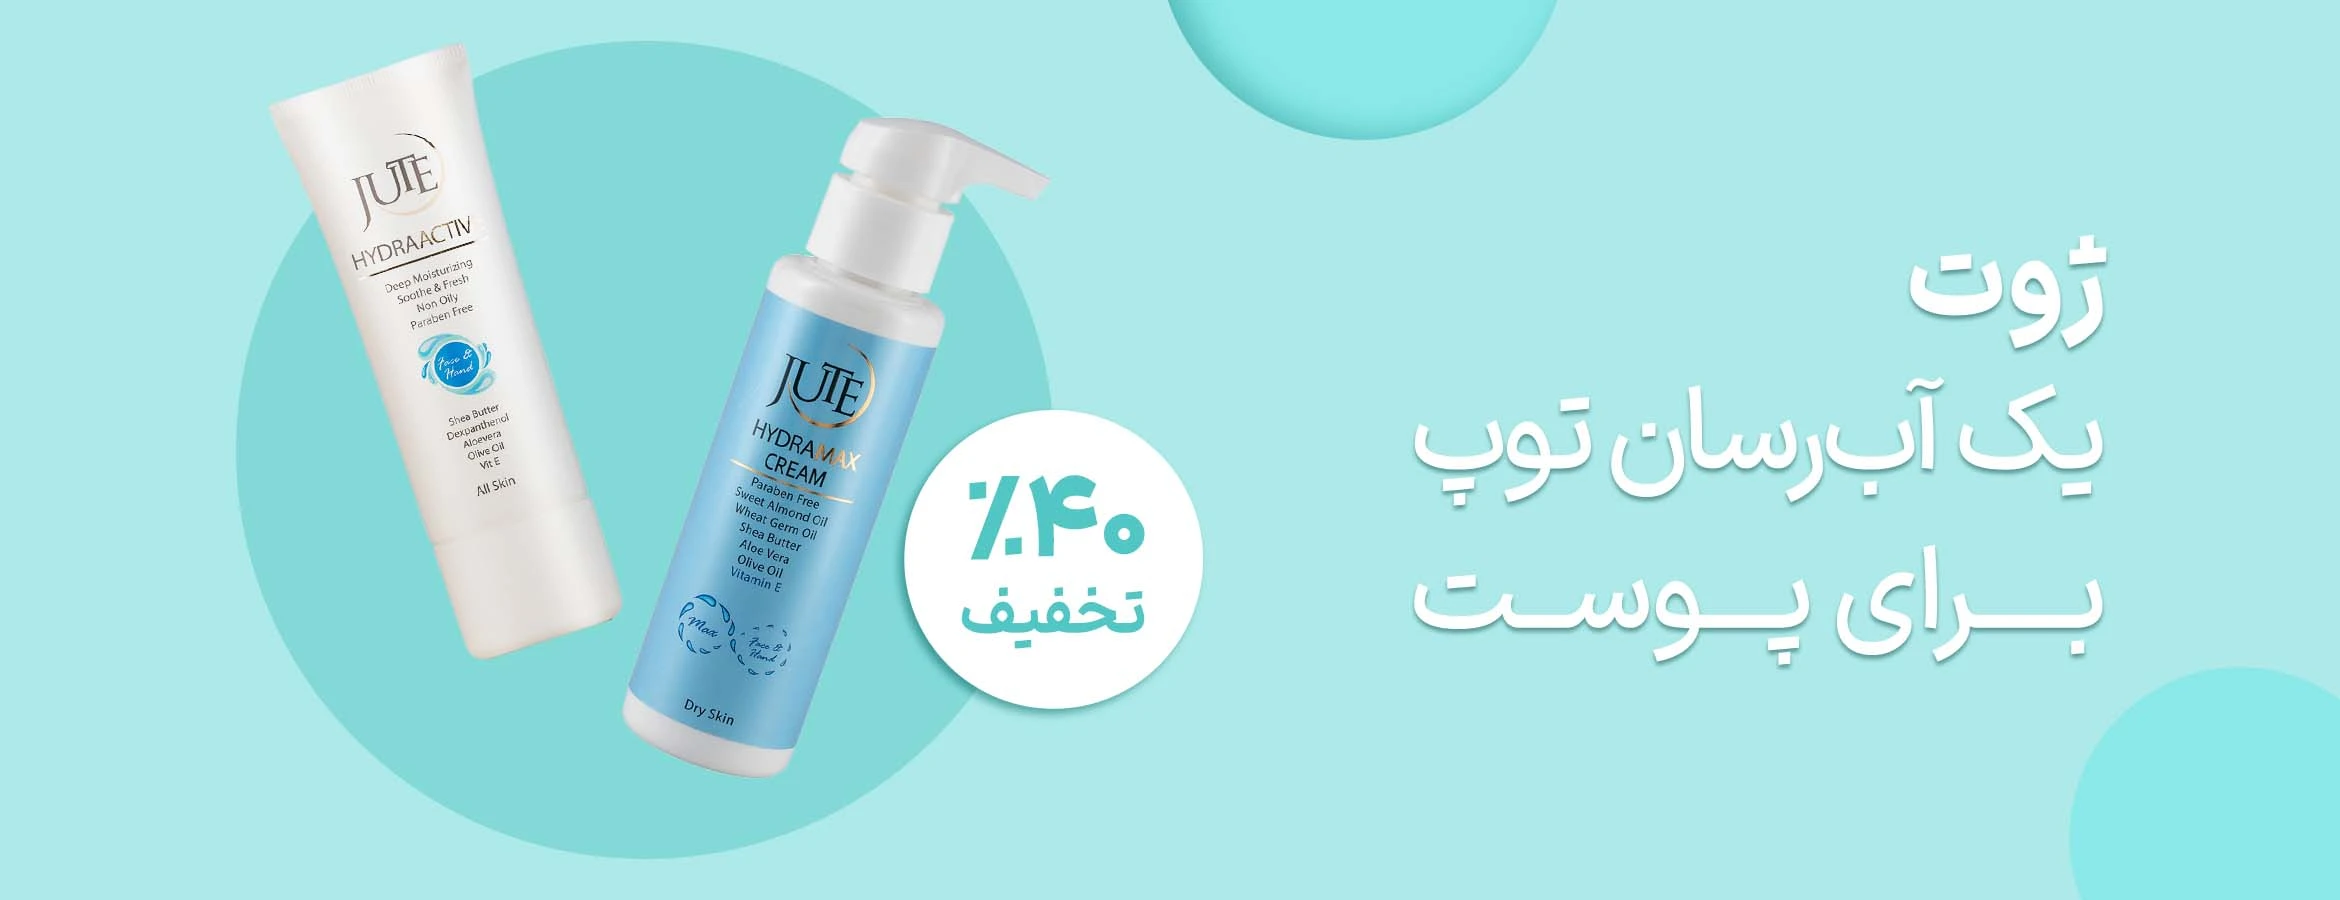 JUTE
HYDRAACTIV
Deep Moisturizing
Soothe & Fresh
Non Oily
Paraben Free
Face &
Hand
Shea Butter
Dexpanthenol
Aloevera
Olive Oil
Vit E
All Skin
JUTE
HYDRAMAX
CREAM
Paraben Free
Sweet Almond Oil
Wheat Germ Oil
Shea Butter
Aloe Vera
Olive Oil
Vitamin E
Max
Face &
Hand
Dry Skin
٪۴۰
تخفیف
ژوت
یک آب‌رسان توپ
بـرای پـوسـت